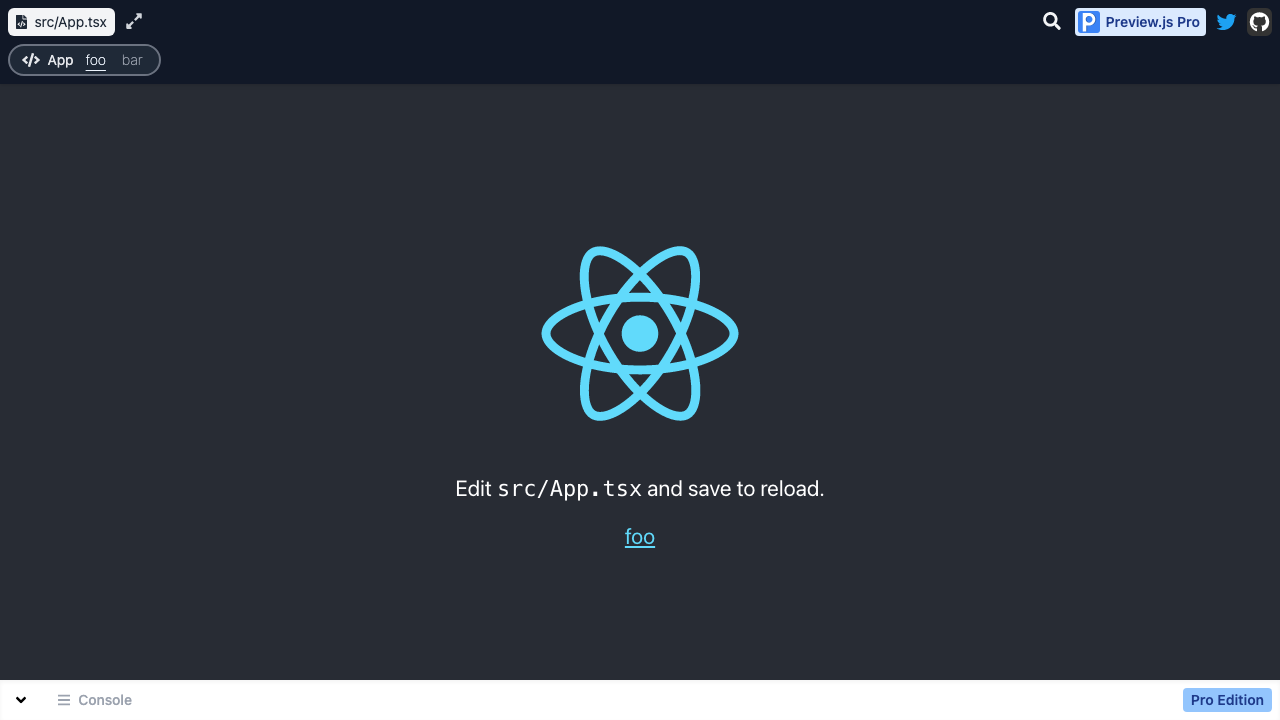 src/App.tsx
Preview.js Pro
App foo bar
Edit src/App.tsx and save to reload.
foo
Console
Pro Edition